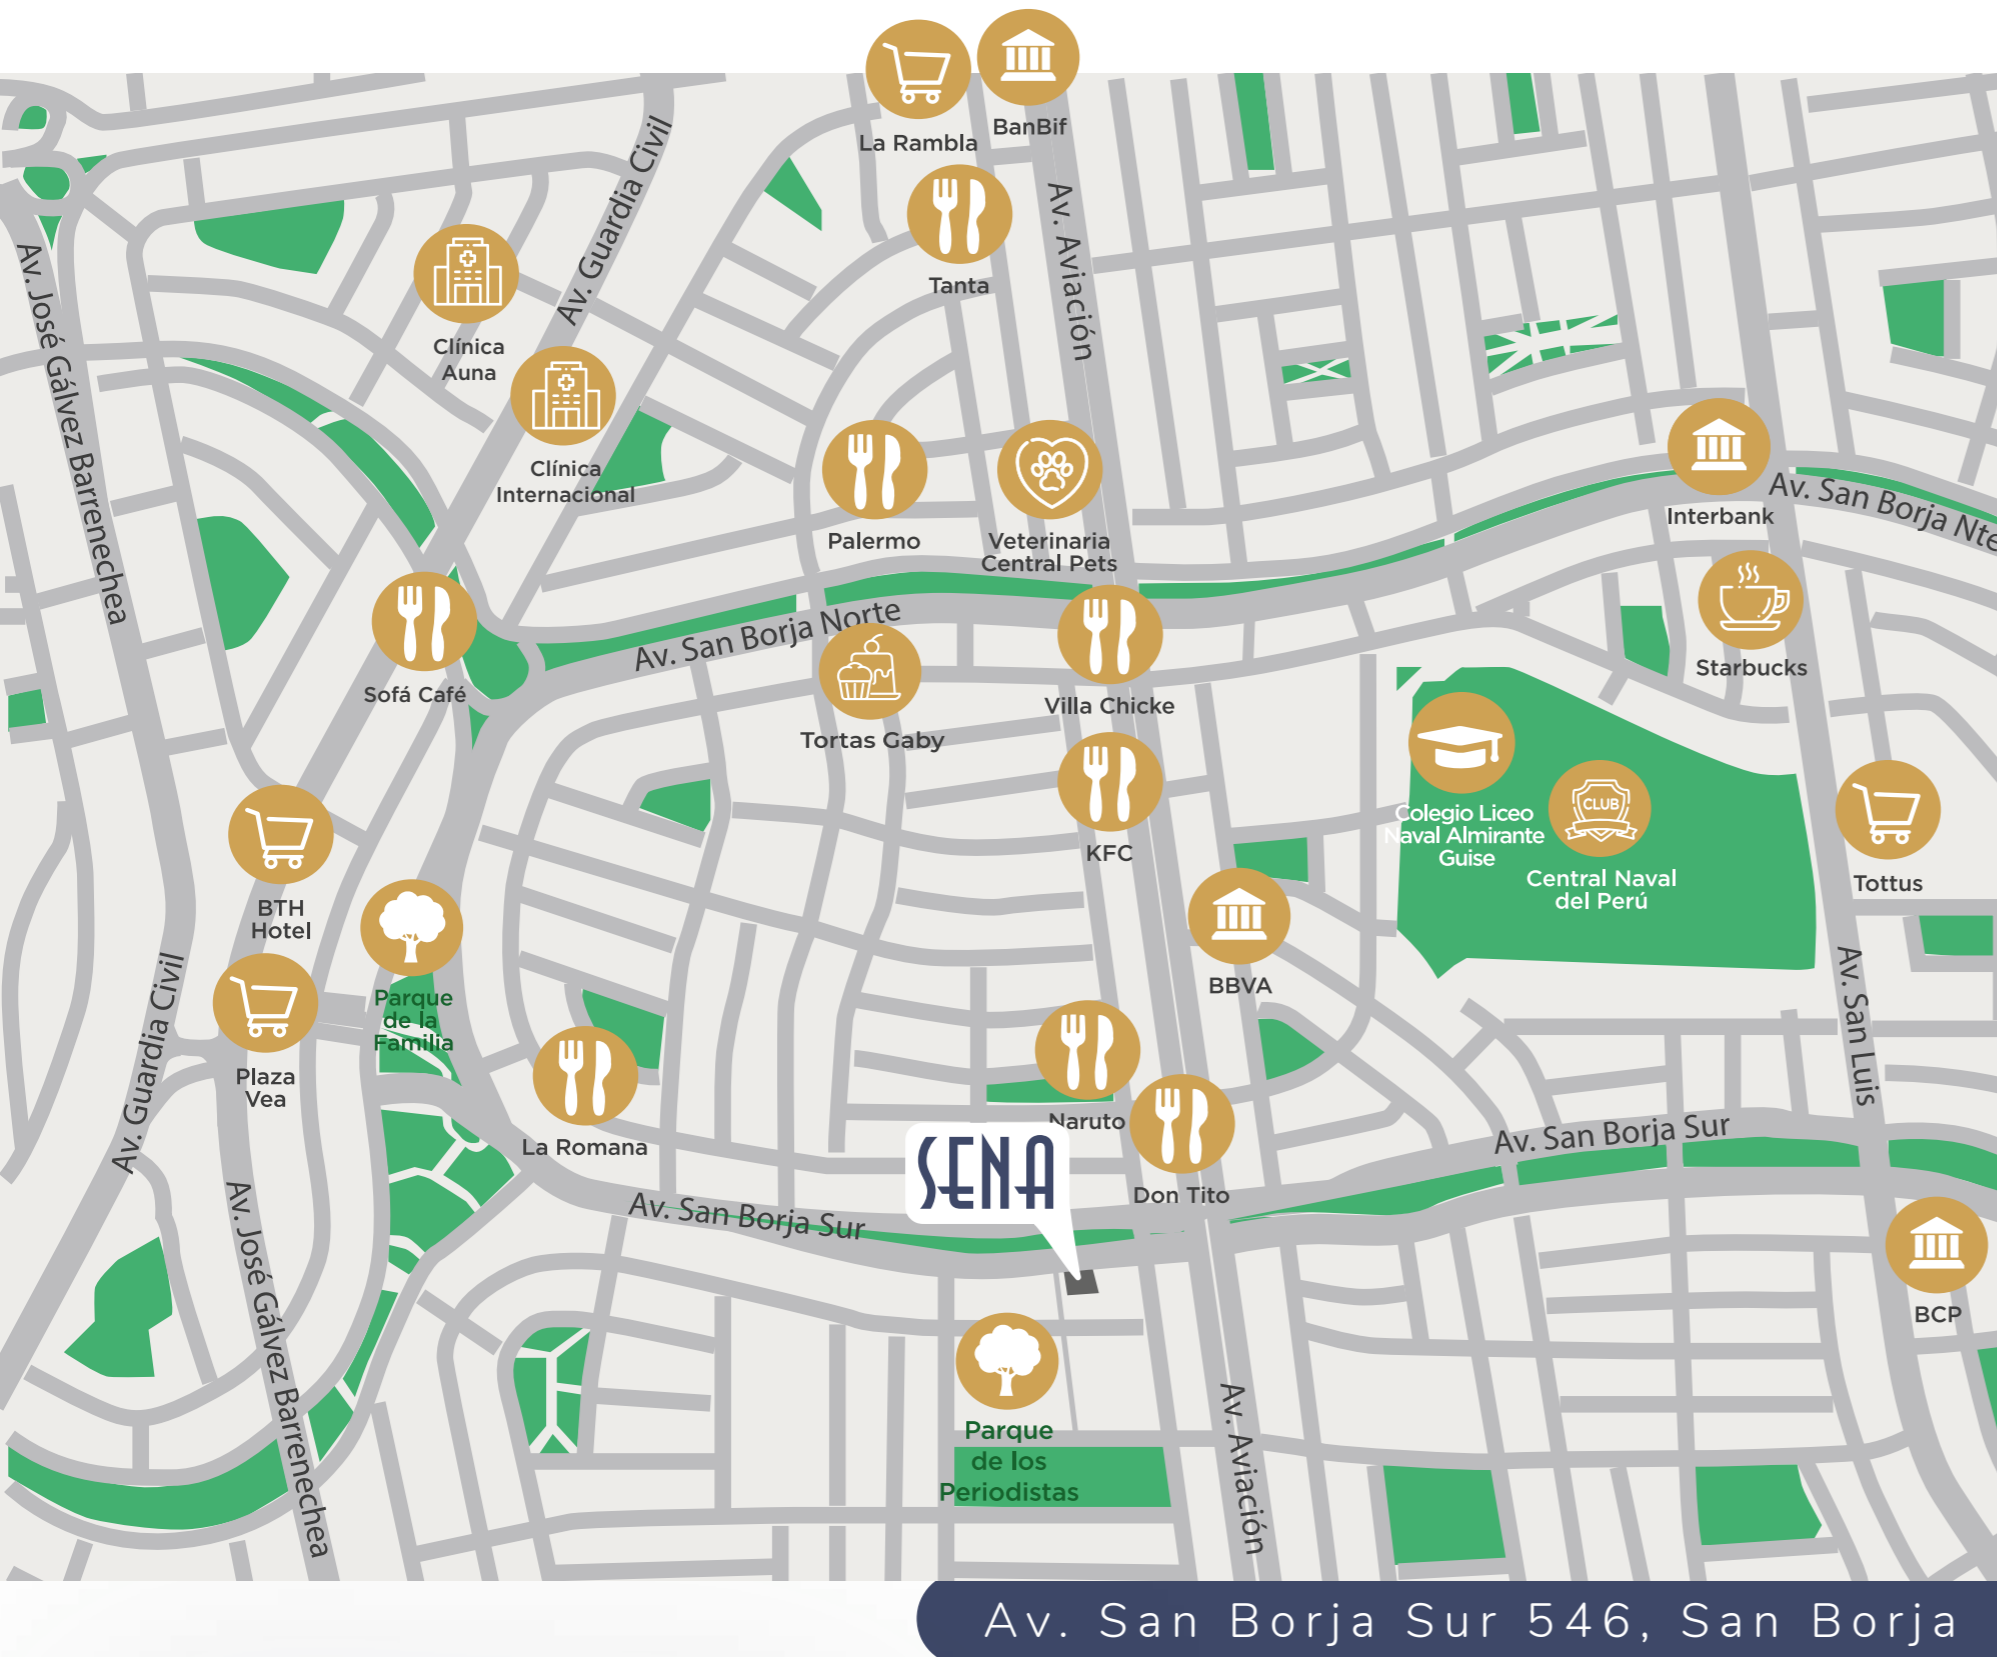 La Rambla
BanBif
Av. Guardia Civil
Tanta
Av. Aviación
Av. José Gálvez Barrenechea
Clínica
Auna
Clínica
Internacional
Palermo
Veterinaria
Central Pets
Interbank
Av. San Borja Nte
Av. San Borja Norte
Sofá Café
Starbucks
Villa Chicke
Tortas Gaby
KFC
Colegio Liceo
Naval Almirante
Guise
CLUB
Central Naval
del Perú
Tottus
BTH
Hotel
BBVA
Parque
de la
Familia
Av. Guardia Civil
Plaza
Vea
Av. San Luis
La Romana
Naruto
Av. San Borja Sur
SENA
Don Tito
Av. San Borja Sur
Av. José Gálvez Barrenechea
BCP
Parque
de los
Periodistas
Av. Aviación
Av. San Borja Sur 546, San Borja